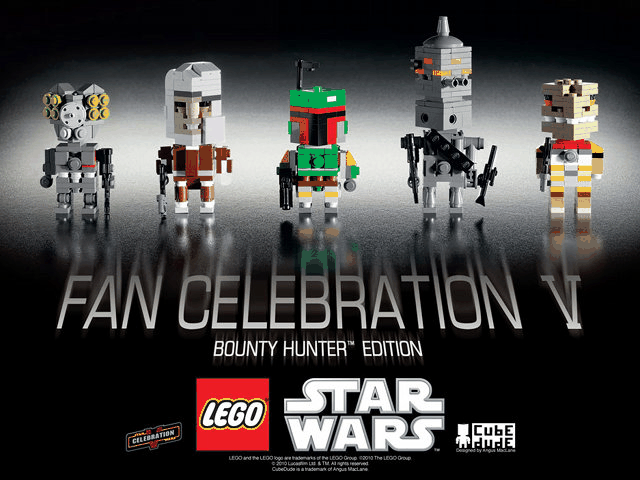 FAN CELEBRATION V
BOUNTY HUNTER™ EDITION
LEGO
STAR
WARS™
STAR WARS
CELEBRATION
V
CUBE
DUDE
Designed by Angus MacLane
LEGO and the LEGO logo are trademarks of the LEGO Group. ©2010 The LEGO Group.
© 2010 Lucasfilm Ltd. & TM. All rights reserved.
CubeDude is a trademark of Angus MacLane.